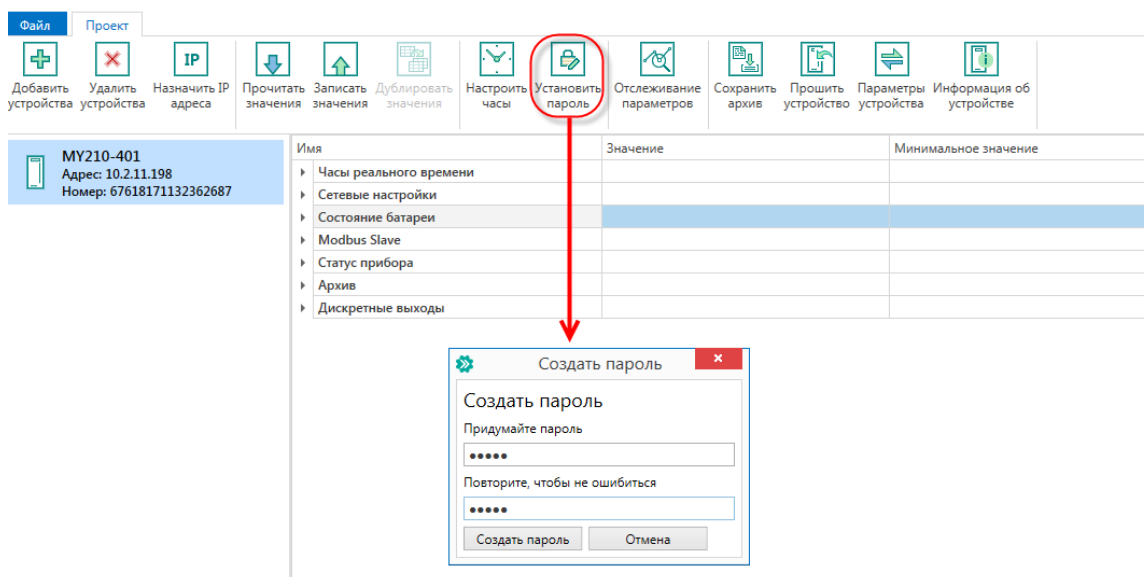 Файл Проект
IP
Добавить устройства
Удалить устройства
Назначить IP адреса
Прочитать значения
Записать значения
Дублировать значения
Настроить часы
Установить пароль
Отслеживание параметров
Сохранить архив
Прошить устройство
Параметры устройства
Информация об устройстве
МУ210-401
Адрес: 10.2.11.198
Номер: 67618171132362687
Имя Значение Минимальное значение
Часы реального времени
Сетевые настройки
Состояние батареи
Modbus Slave
Статус прибора
Архив
Дискретные выходы
Создать пароль
Создать пароль
Придумайте пароль
•••••
Повторите, чтобы не ошибиться
•••••
Создать пароль Отмена